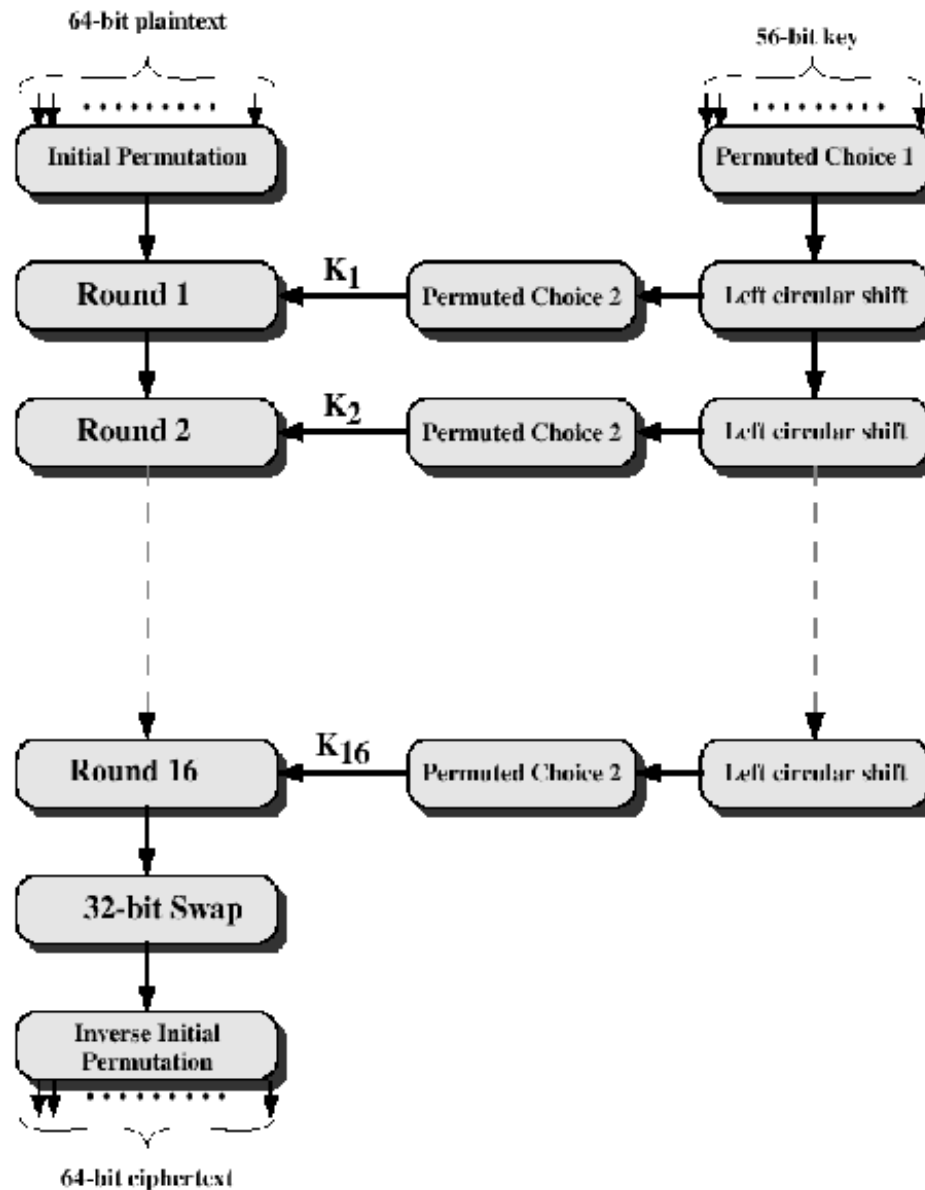 64-bit plaintext
56-bit key
Initial Permutation
Permuted Choice 1
Round 1
K1
Permuted Choice 2
Left circular shift
Round 2
K2
Permuted Choice 2
Left circular shift
Round 16
K16
Permuted Choice 2
Left circular shift
32-bit Swap
Inverse Initial
Permutation
64-bit ciphertext